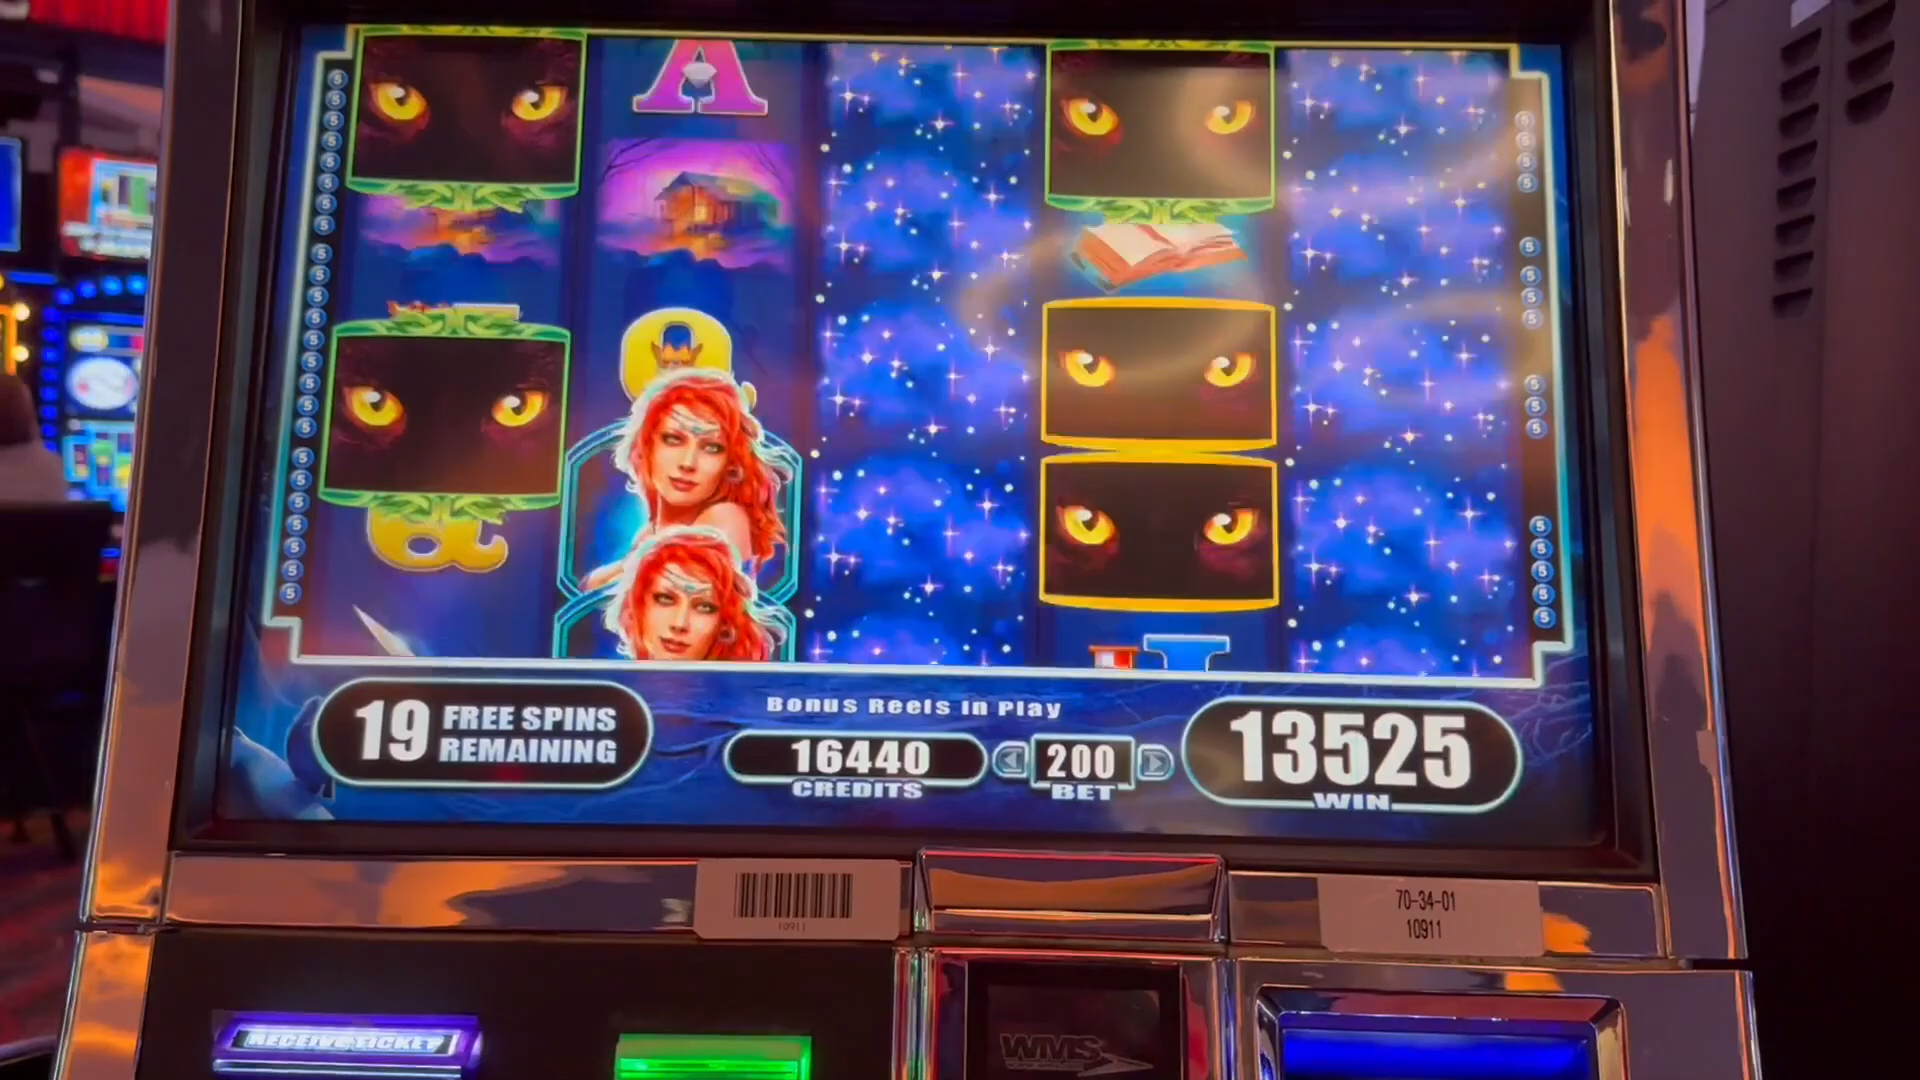 A
Q
19 FREE SPINS
REMAINING
Bonus Reels In Play
16440
CREDITS
200
BET
13525
WIN
10911
70-34-01
10911
RECEIVE TICKET
WMS